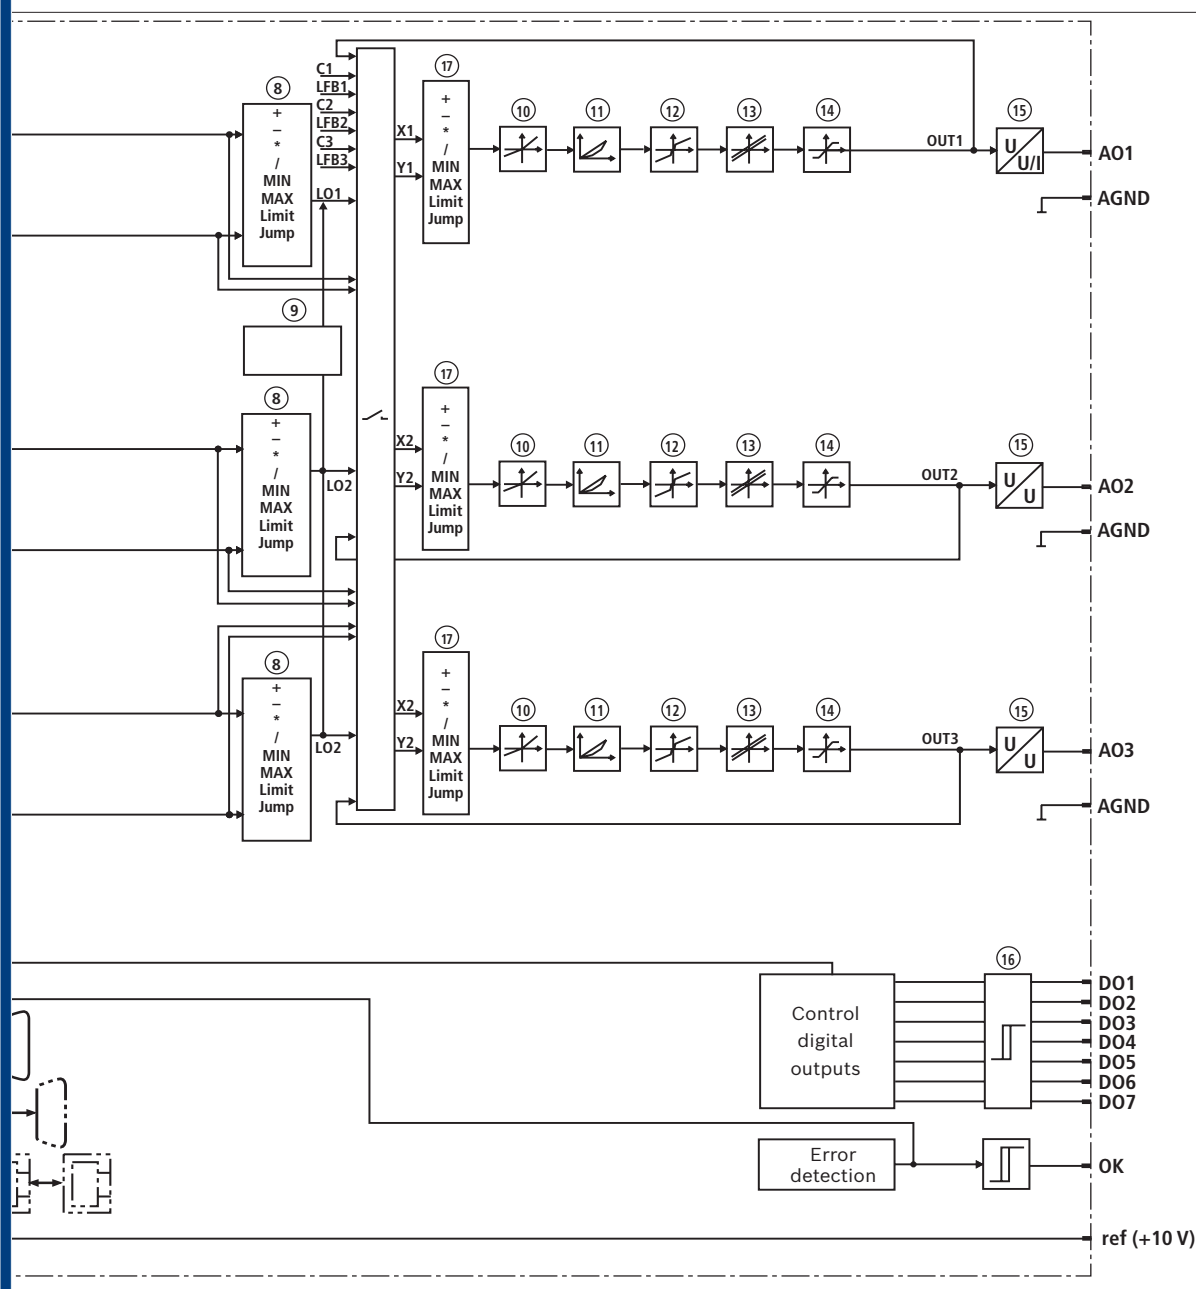 C1
LFB1
C2
LFB2
C3
LFB3
LO1
8
+
–
*
/
MIN
MAX
Limit
Jump
X1
Y1
17
+
–
*
/
MIN
MAX
Limit
Jump
10
11
12
13
14
OUT1
15
U
U/I
AO1
AGND
9
8
+
–
*
/
MIN
MAX
Limit
Jump
LO2
X2
Y2
17
+
–
*
/
MIN
MAX
Limit
Jump
10
11
12
13
14
OUT2
15
U
U
AO2
AGND
8
+
–
*
/
MIN
MAX
Limit
Jump
LO2
X2
Y2
17
+
–
*
/
MIN
MAX
Limit
Jump
10
11
12
13
14
OUT3
15
U
U
AO3
AGND
Control
digital
outputs
16
DO1
DO2
DO3
DO4
DO5
DO6
DO7
Error
detection
OK
ref (+10 V)